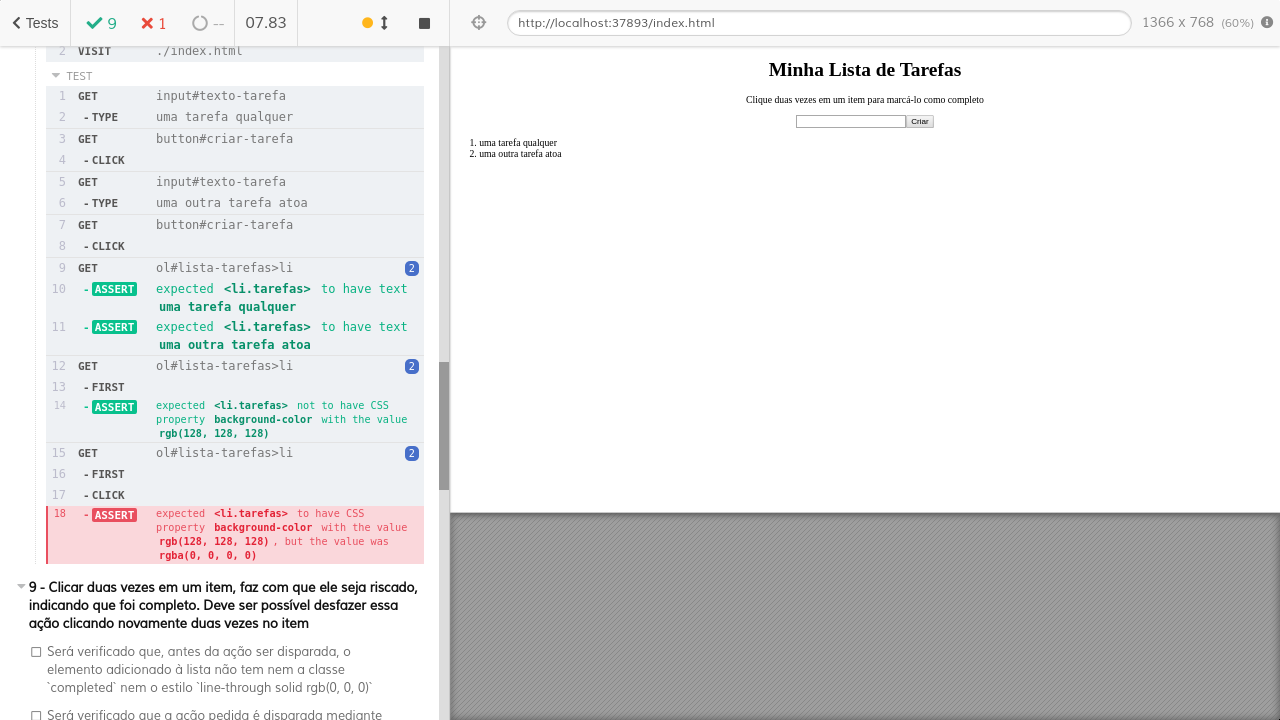 Tests 9 1 -- 07.83
http://localhost:37893/index.html 1366 x 768 (60%)
2 VISIT ./index.html
TEST
1 GET input#texto-tarefa
2 -TYPE uma tarefa qualquer
3 GET button#criar-tarefa
4 -CLICK
5 GET input#texto-tarefa
6 -TYPE uma outra tarefa atoa
7 GET button#criar-tarefa
8 -CLICK
9 GET ol#lista-tarefas>li 2
10 -ASSERT expected <li.tarefas> to have text
uma tarefa qualquer
11 -ASSERT expected <li.tarefas> to have text
uma outra tarefa atoa
12 GET ol#lista-tarefas>li 2
13 -FIRST
14 -ASSERT expected <li.tarefas> not to have CSS
property background-color with the value
rgb(128, 128, 128)
15 GET ol#lista-tarefas>li 2
16 -FIRST
17 -CLICK
18 -ASSERT expected <li.tarefas> to have CSS
property background-color with the value
rgb(128, 128, 128), but the value was
rgba(0, 0, 0, 0)
9 - Clicar duas vezes em um item, faz com que ele seja riscado,
indicando que foi completo. Deve ser possível desfazer essa
ação clicando novamente duas vezes no item
Será verificado que, antes da ação ser disparada, o
elemento adicionado à lista não tem nem a classe
`completed` nem o estilo `line-through solid rgb(0, 0, 0)`
Será verificado que a ação pedida é disparada mediante
Minha Lista de Tarefas
Clique duas vezes em um item para marcá-lo como completo
Criar
1. uma tarefa qualquer
2. uma outra tarefa atoa